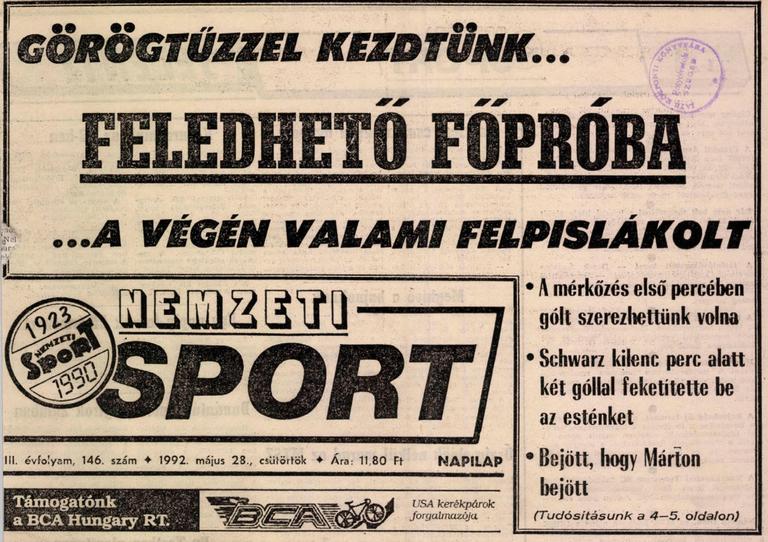 GÖRÖGTŰZZEL KEZDTÜNK...
FELEDHETŐ FŐPRÓBA
...A VÉGÉN VALAMI FELPISLÁKOLT
1923
NEMZETI
SPORT
1990
NEMZETI
SPORT
III. évfolyam, 146. szám ✦ 1992. május 28., csütörtök ✦ Ára: 11,80 Ft NAPILAP
Támogatónk
a BCA Hungary RT.
BCA
USA kerékpárok
forgalmazója
• A mérkőzés első percében
gólt szerezhettünk volna
• Schwarz kilenc perc alatt
két góllal feketítette be
az esténket
• Bejött, hogy Márton
bejött
(Tudósításunk a 4–5. oldalon)